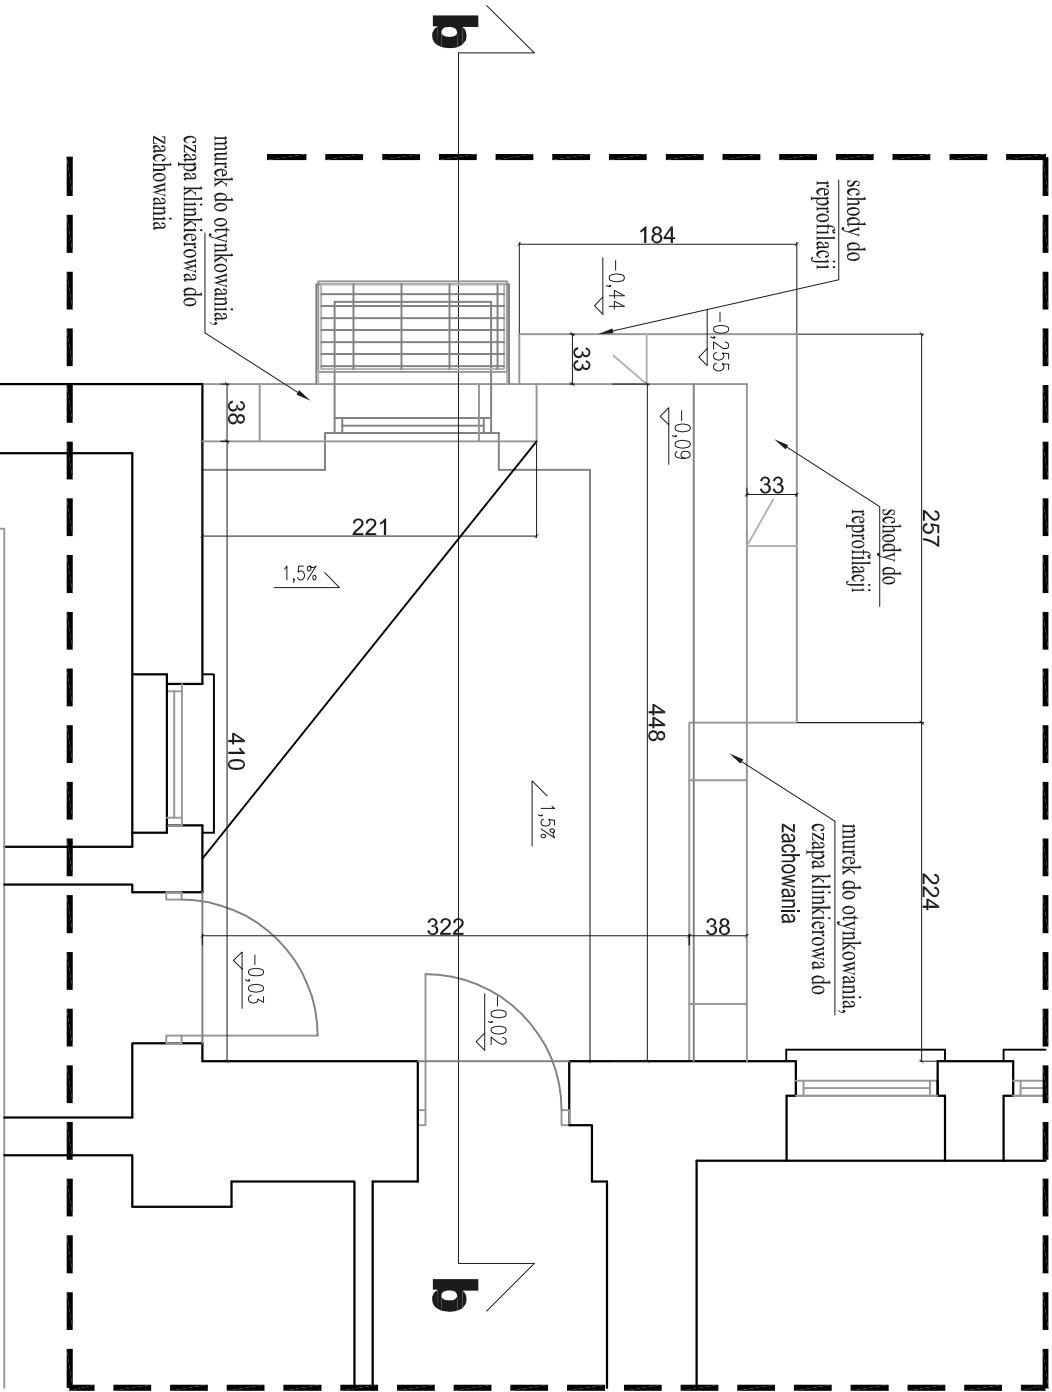 b
murek do otynkowania,
czapa klinkierowa do
zachowania
schody do
reprofilacji
184
-0,44
-0,255
33
38
-0,09
33
257
schody do
reprofilacji
221
1,5%
410
448
1,5%
murek do otynkowania,
czapa klinkierowa do
zachowania
224
322
38
-0,03
-0,02
b